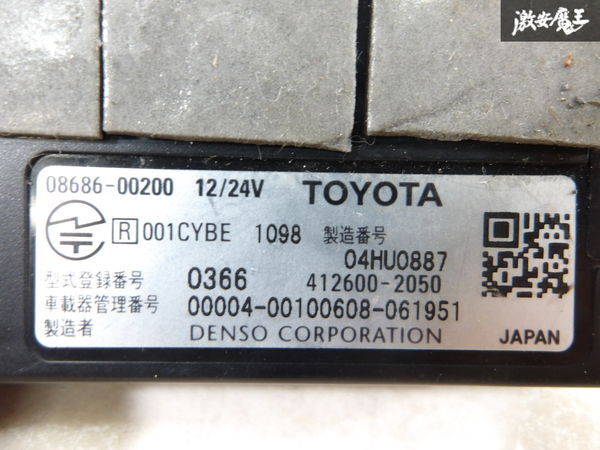 激安魔王
08686-00200 12/24V TOYOTA
R 001CYBE 1098 製造番号
04HU0887
型式登録番号 0366 412600-2050
車載器管理番号 00004-00100608-061951
製造者 DENSO CORPORATION JAPAN